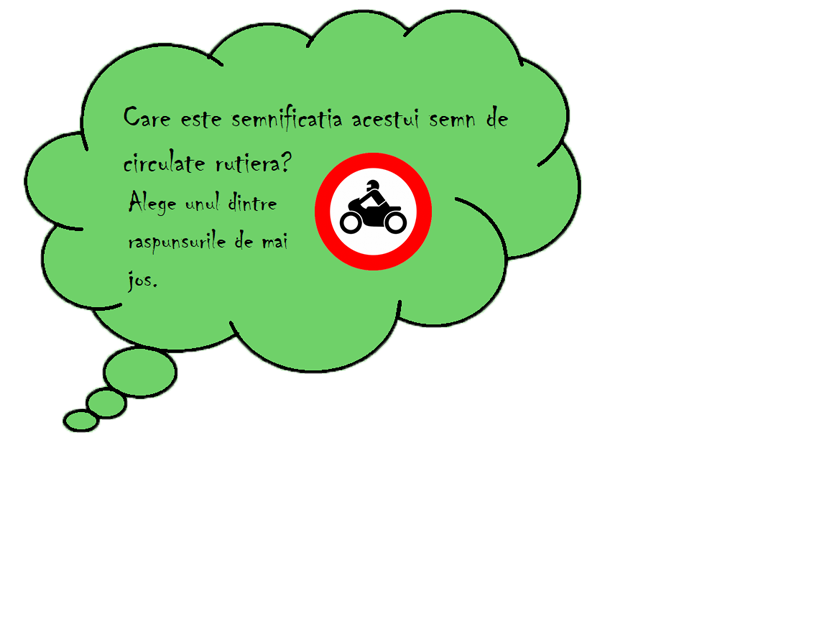 Care este semnificatia acestui semn de
circulate rutiera?
Alege unul dintre
raspunsurile de mai
jos.